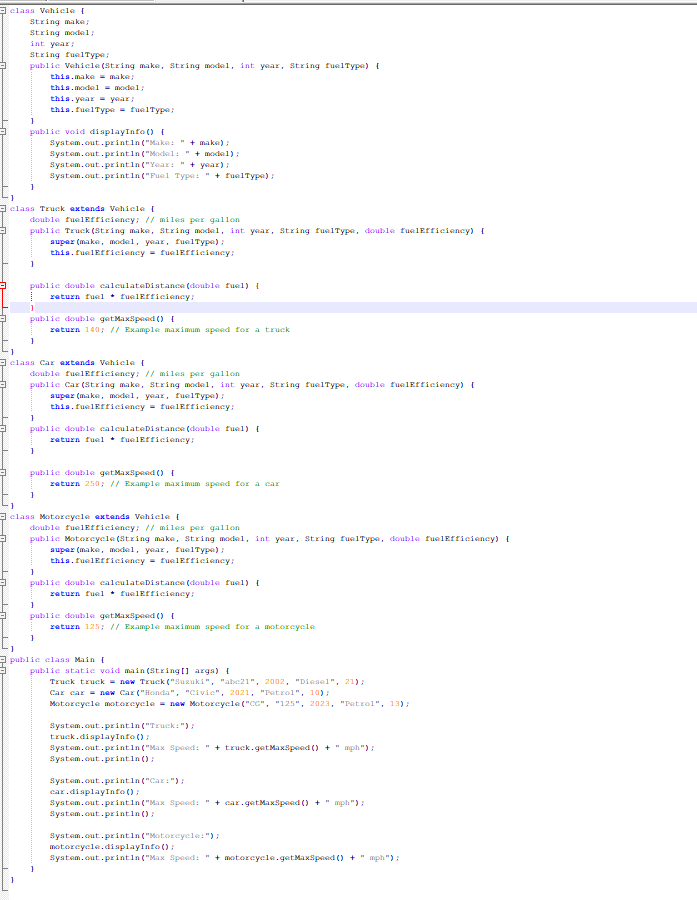 class Vehicle {
    String make;
    String model;
    int year;
    String fuelType;
    public Vehicle(String make, String model, int year, String fuelType) {
        this.make = make;
        this.model = model;
        this.year = year;
        this.fuelType = fuelType;
    }
    public void displayInfo() {
        System.out.println("Make: " + make);
        System.out.println("Model: " + model);
        System.out.println("Year: " + year);
        System.out.println("Fuel Type: " + fuelType);
    }
}
class Truck extends Vehicle {
    double fuelEfficiency; // miles per gallon
    public Truck(String make, String model, int year, String fuelType, double fuelEfficiency) {
        super(make, model, year, fuelType);
        this.fuelEfficiency = fuelEfficiency;
    }

    public double calculateDistance(double fuel) {
        return fuel * fuelEfficiency;
    }
    public double getMaxSpeed() {
        return 140; // Example maximum speed for a truck
    }
}
class Car extends Vehicle {
    double fuelEfficiency; // miles per gallon
    public Car(String make, String model, int year, String fuelType, double fuelEfficiency) {
        super(make, model, year, fuelType);
        this.fuelEfficiency = fuelEfficiency;
    }
    public double calculateDistance(double fuel) {
        return fuel * fuelEfficiency;
    }

    public double getMaxSpeed() {
        return 250; // Example maximum speed for a car
    }
}
class Motorcycle extends Vehicle {
    double fuelEfficiency; // miles per gallon
    public Motorcycle(String make, String model, int year, String fuelType, double fuelEfficiency) {
        super(make, model, year, fuelType);
        this.fuelEfficiency = fuelEfficiency;
    }
    public double calculateDistance(double fuel) {
        return fuel * fuelEfficiency;
    }
    public double getMaxSpeed() {
        return 125; // Example maximum speed for a motorcycle
    }
}
public class Main {
    public static void main(String[] args) {
        Truck truck = new Truck("Suzuki", "abc21", 2002, "Diesel", 21);
        Car car = new Car("Honda", "Civic", 2021, "Petrol", 10);
        Motorcycle motorcycle = new Motorcycle("CG", "125", 2023, "Petrol", 13);

        System.out.println("Truck:");
        truck.displayInfo();
        System.out.println("Max Speed: " + truck.getMaxSpeed() + " mph");
        System.out.println();

        System.out.println("Car:");
        car.displayInfo();
        System.out.println("Max Speed: " + car.getMaxSpeed() + " mph");
        System.out.println();

        System.out.println("Motorcycle:");
        motorcycle.displayInfo();
        System.out.println("Max Speed: " + motorcycle.getMaxSpeed() + " mph");
    }
}